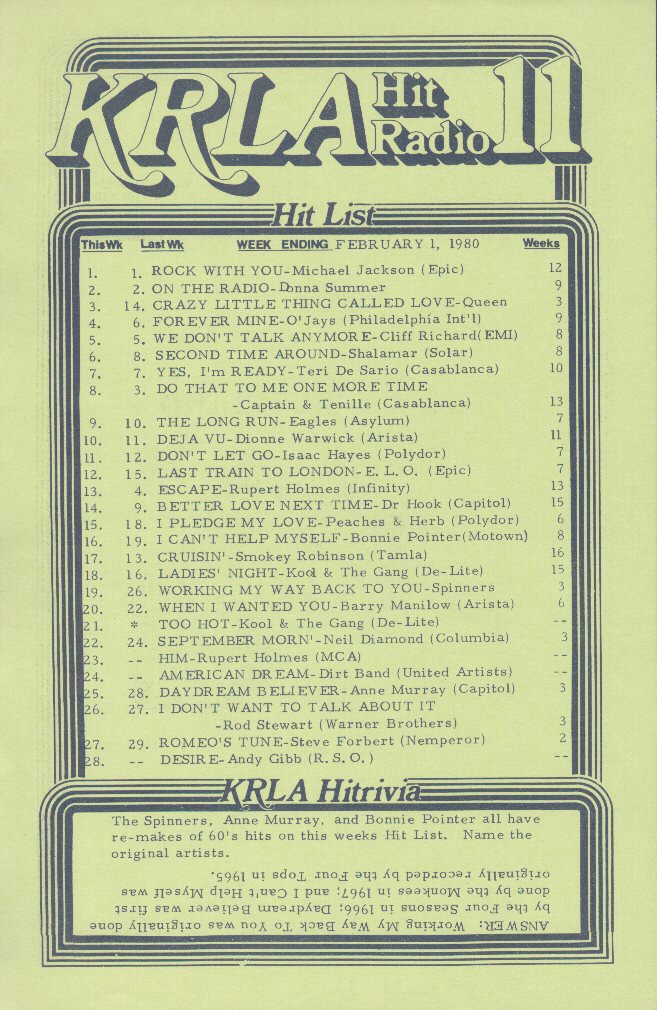 KRLA Hit Radio 11
Hit List
This Wk Last Wk WEEK ENDING FEBRUARY 1, 1980 Weeks
1. 1. ROCK WITH YOU-Michael Jackson (Epic) 12
2. 2. ON THE RADIO-Donna Summer 9
3. 14. CRAZY LITTLE THING CALLED LOVE-Queen 3
4. 6. FOREVER MINE-O'Jays (Philadelphia Int'l) 9
5. 5. WE DON'T TALK ANYMORE-Cliff Richard(EMI) 8
6. 8. SECOND TIME AROUND-Shalamar (Solar) 8
7. 7. YES, I'm READY-Teri De Sario (Casablanca) 10
8. 3. DO THAT TO ME ONE MORE TIME
-Captain & Tenille (Casablanca) 13
9. 10. THE LONG RUN-Eagles (Asylum) 7
10. 11. DEJA VU-Dionne Warwick (Arista) 11
11. 12. DON'T LET GO-Isaac Hayes (Polydor) 7
12. 15. LAST TRAIN TO LONDON-E.L.O. (Epic) 7
13. 4. ESCAPE-Rupert Holmes (Infinity) 13
14. 9. BETTER LOVE NEXT TIME-Dr Hook (Capitol) 15
15. 18. I PLEDGE MY LOVE-Peaches & Herb (Polydor) 6
16. 19. I CAN'T HELP MYSELF-Bonnie Pointer(Motown) 8
17. 13. CRUISIN'-Smokey Robinson (Tamla) 16
18. 16. LADIES' NIGHT-Kool & The Gang (De-Lite) 15
19. 26. WORKING MY WAY BACK TO YOU-Spinners 3
20. 22. WHEN I WANTED YOU-Barry Manilow (Arista) 6
21. * TOO HOT-Kool & The Gang (De-Lite) --
22. 24. SEPTEMBER MORN'-Neil Diamond (Columbia) 3
23. -- HIM-Rupert Holmes (MCA) --
24. -- AMERICAN DREAM-Dirt Band (United Artists) --
25. 28. DAYDREAM BELIEVER-Anne Murray (Capitol) 3
26. 27. I DON'T WANT TO TALK ABOUT IT
-Rod Stewart (Warner Brothers) 3
27. 29. ROMEO'S TUNE-Steve Forbert (Nemperor) 2
28. -- DESIRE-Andy Gibb (R.S.O.) --
KRLA Hitrivia
The Spinners, Anne Murray, and Bonnie Pointer all have
re-makes of 60's hits on this weeks Hit List. Name the
original artists.
ANSWER: Working My Way Back To You was originally done
by the Four Seasons in 1966; Daydream Believer was first
done by the Monkees in 1967; and I Can't Help Myself was
originally recorded by the Four Tops in 1965.